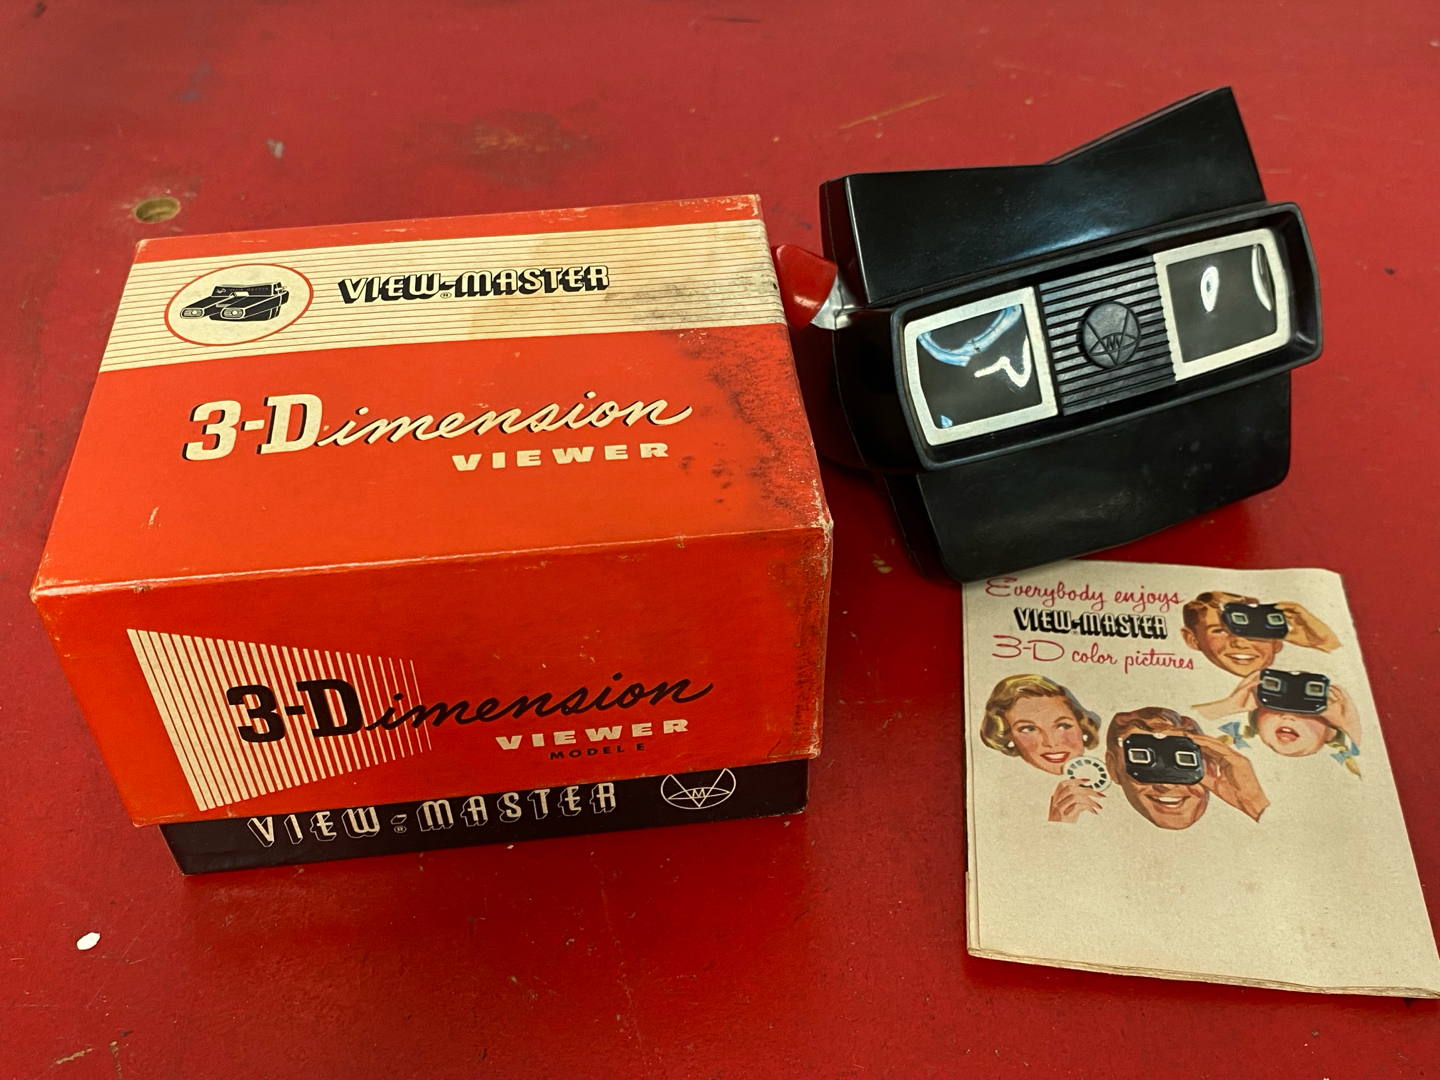 VIEW-MASTER
®
3-Dimension
VIEWER
3-Dimension
VIEWER
MODEL E
VIEW-MASTER
®
Everybody enjoys
VIEW-MASTER
3-D color pictures